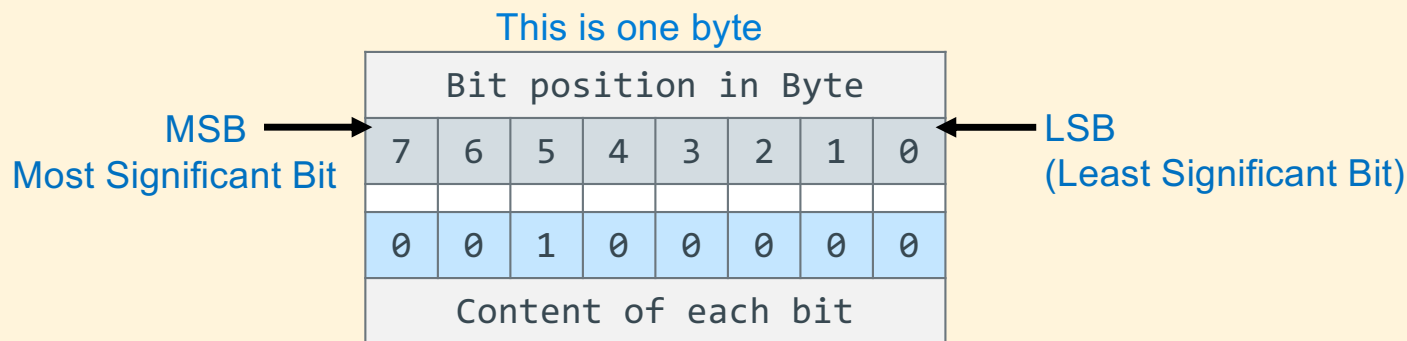 This is one byte
Bit position in Byte
MSB
Most Significant Bit
7 6 5 4 3 2 1 0
LSB
(Least Significant Bit)
0 0 1 0 0 0 0 0
Content of each bit